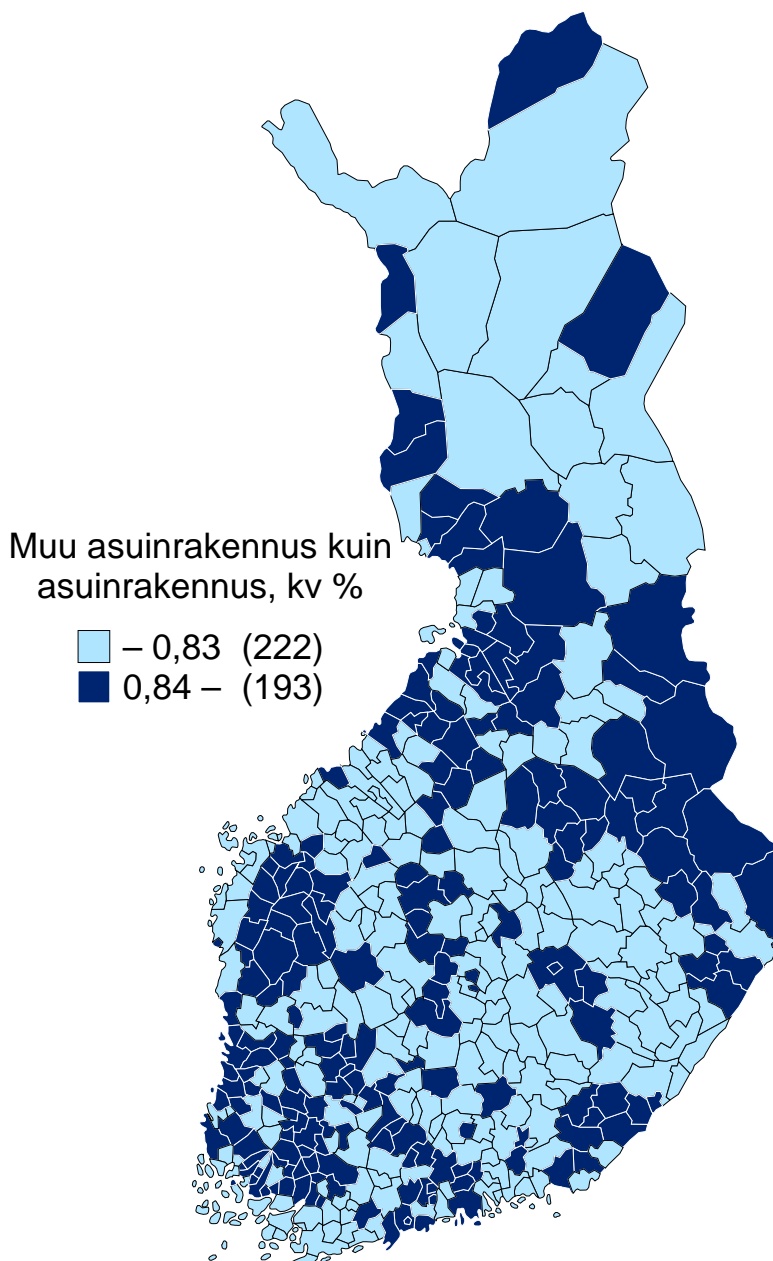 Muu asuinrakennus kuin
asuinrakennus, kv %
– 0,83 (222)
0,84 – (193)